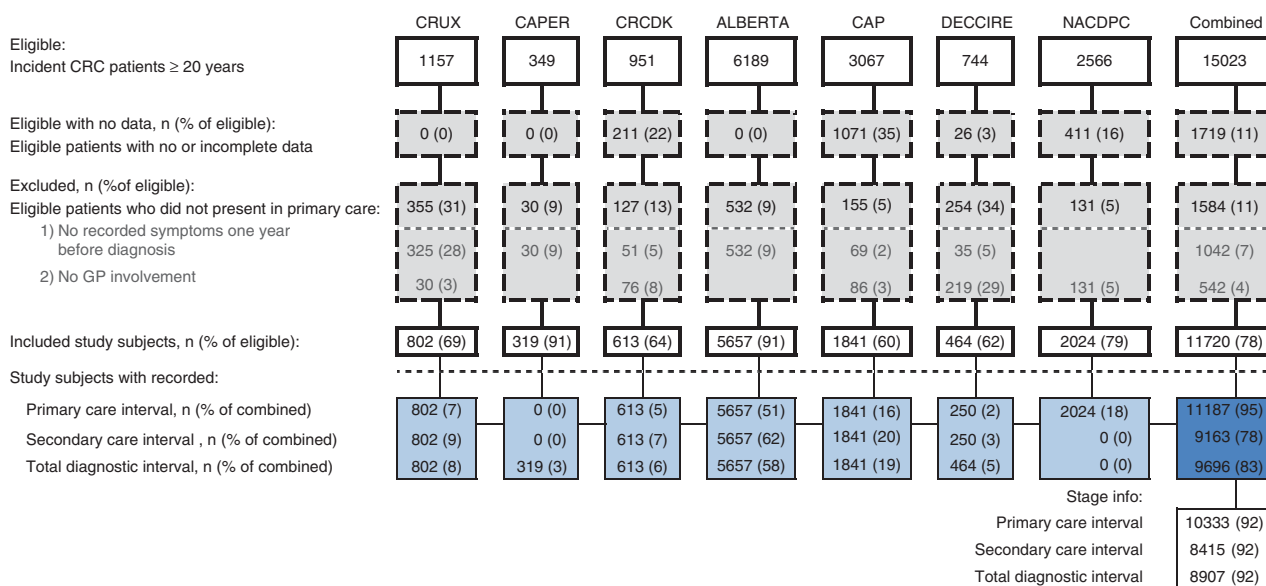 CRUX CAPER CRCDK ALBERTA CAP DECCIRE NACDPC Combined
Eligible:
Incident CRC patients ≥ 20 years 1157 349 951 6189 3067 744 2566 15023
Eligible with no data, n (% of eligible):
Eligible patients with no or incomplete data 0 (0) 0 (0) 211 (22) 0 (0) 1071 (35) 26 (3) 411 (16) 1719 (11)
Excluded, n (%of eligible):
Eligible patients who did not present in primary care: 355 (31) 30 (9) 127 (13) 532 (9) 155 (5) 254 (34) 131 (5) 1584 (11)
1) No recorded symptoms one year
before diagnosis 325 (28) 30 (9) 51 (5) 532 (9) 69 (2) 35 (5) 1042 (7)
2) No GP involvement 30 (3) 76 (8) 86 (3) 219 (29) 131 (5) 542 (4)
Included study subjects, n (% of eligible): 802 (69) 319 (91) 613 (64) 5657 (91) 1841 (60) 464 (62) 2024 (79) 11720 (78)
Study subjects with recorded:
Primary care interval, n (% of combined) 802 (7) 0 (0) 613 (5) 5657 (51) 1841 (16) 250 (2) 2024 (18) 11187 (95)
Secondary care interval , n (% of combined) 802 (9) 0 (0) 613 (7) 5657 (62) 1841 (20) 250 (3) 0 (0) 9163 (78)
Total diagnostic interval, n (% of combined) 802 (8) 319 (3) 613 (6) 5657 (58) 1841 (19) 464 (5) 0 (0) 9696 (83)
Stage info:
Primary care interval 10333 (92)
Secondary care interval 8415 (92)
Total diagnostic interval 8907 (92)